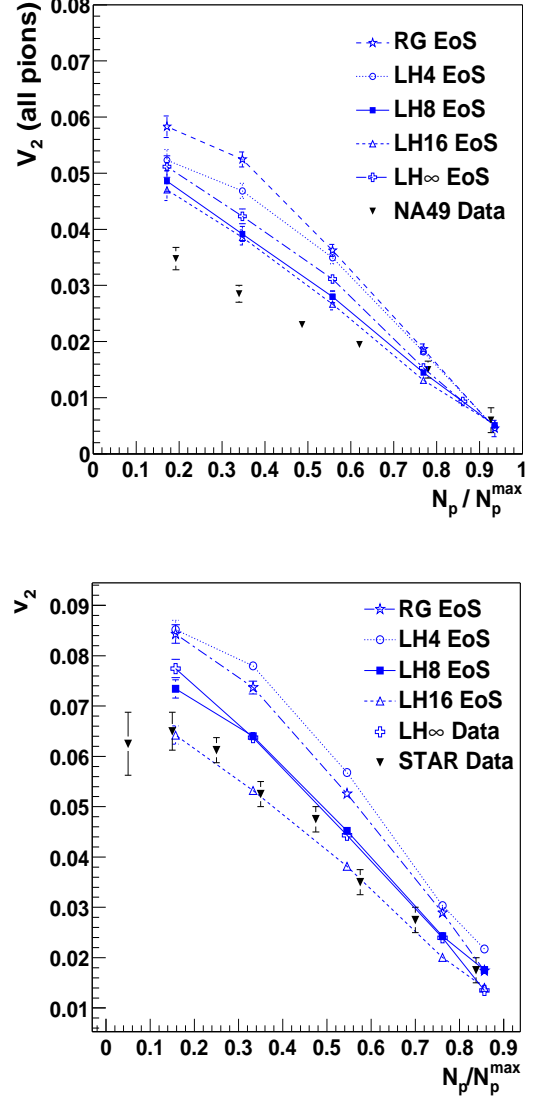 0.08
0.07
0.06
0.05
0.04
0.03
0.02
0.01
0
V2 (all pions)
RG EoS
LH4 EoS
LH8 EoS
LH16 EoS
LH∞ EoS
NA49 Data
0 0.1 0.2 0.3 0.4 0.5 0.6 0.7 0.8 0.9 1
Np / Np^max
v2
0.09
0.08
0.07
0.06
0.05
0.04
0.03
0.02
0.01
RG EoS
LH4 EoS
LH8 EoS
LH16 EoS
LH∞ Data
STAR Data
0 0.1 0.2 0.3 0.4 0.5 0.6 0.7 0.8 0.9
Np/Np^max